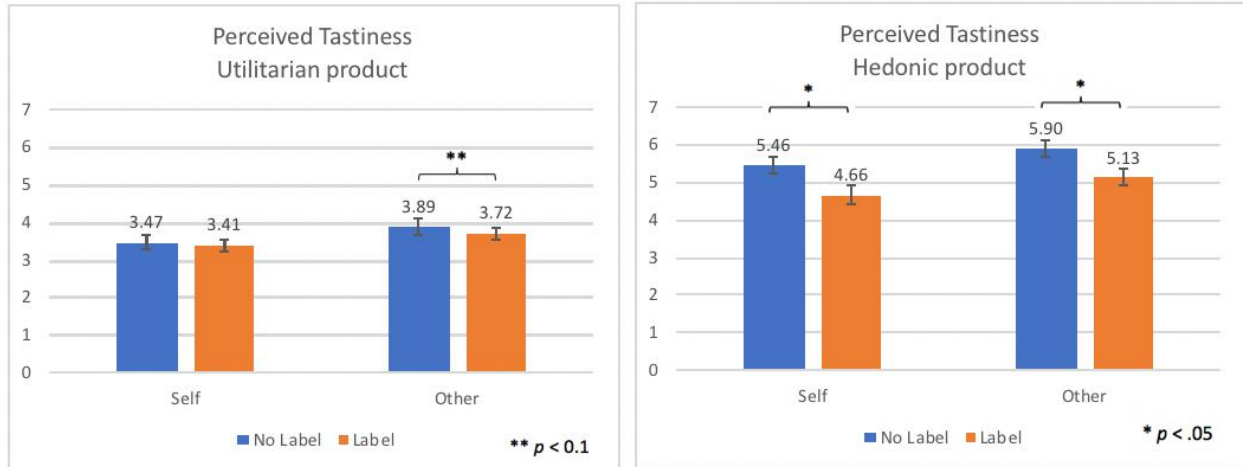 Perceived Tastiness
Utilitarian product
7
6
5
4
3
2
1
0
**
3.47
3.41
3.89
3.72
Self
Other
No Label
Label
** p < 0.1
Perceived Tastiness
Hedonic product
7
6
5
4
3
2
1
0
*
*
5.46
4.66
5.90
5.13
Self
Other
No Label
Label
* p < .05